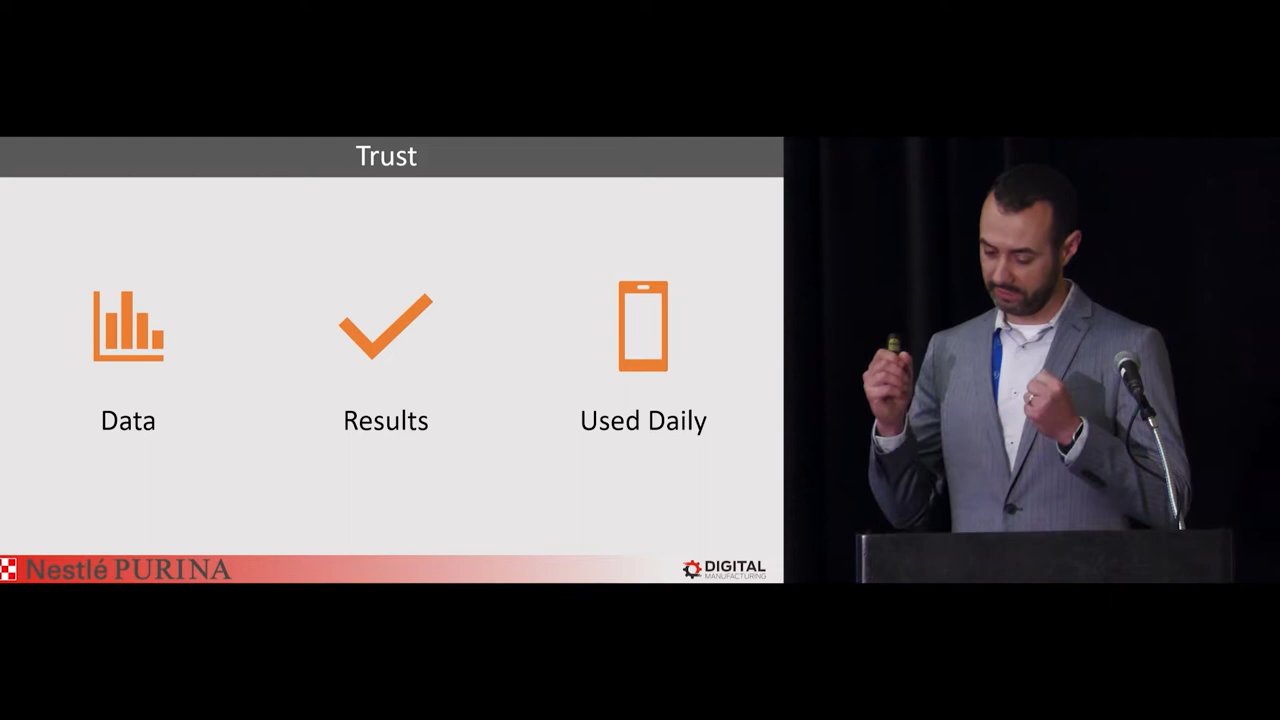 Trust
Data
Results
Used Daily
Nestlé PURINA
DIGITAL
MANUFACTURING